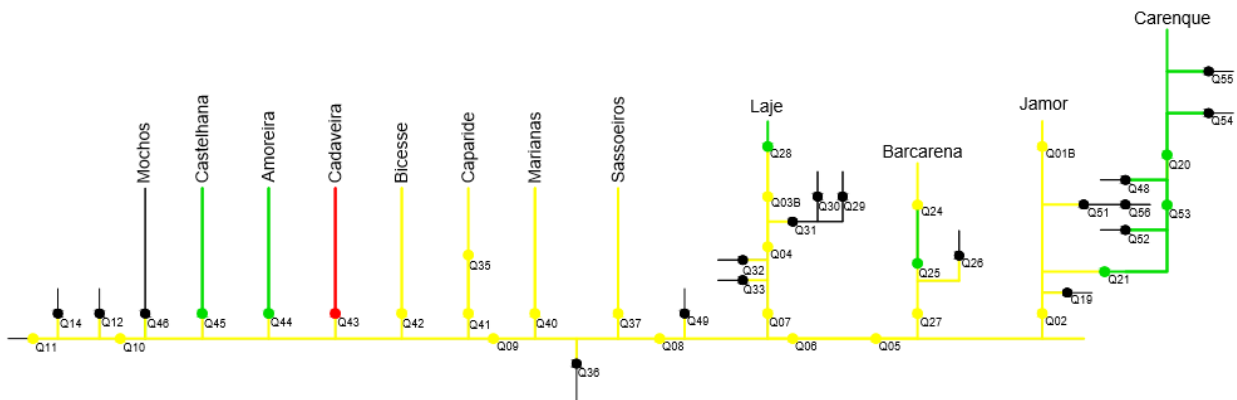 Carenque
Q55
Laje
Jamor
Q54
Mochos
Castelhana
Amoreira
Cadaveira
Bicesse
Caparide
Marianas
Sassoeiros
Q28
Barcarena
Q01B
Q20
Q48
Q03B
Q30
Q29
Q24
Q51
Q56
Q53
Q31
Q52
Q04
Q35
Q32
Q25
Q26
Q21
Q33
Q19
Q14
Q12
Q46
Q45
Q44
Q43
Q42
Q41
Q40
Q37
Q49
Q07
Q27
Q02
Q11
Q10
Q09
Q08
Q06
Q05
Q36